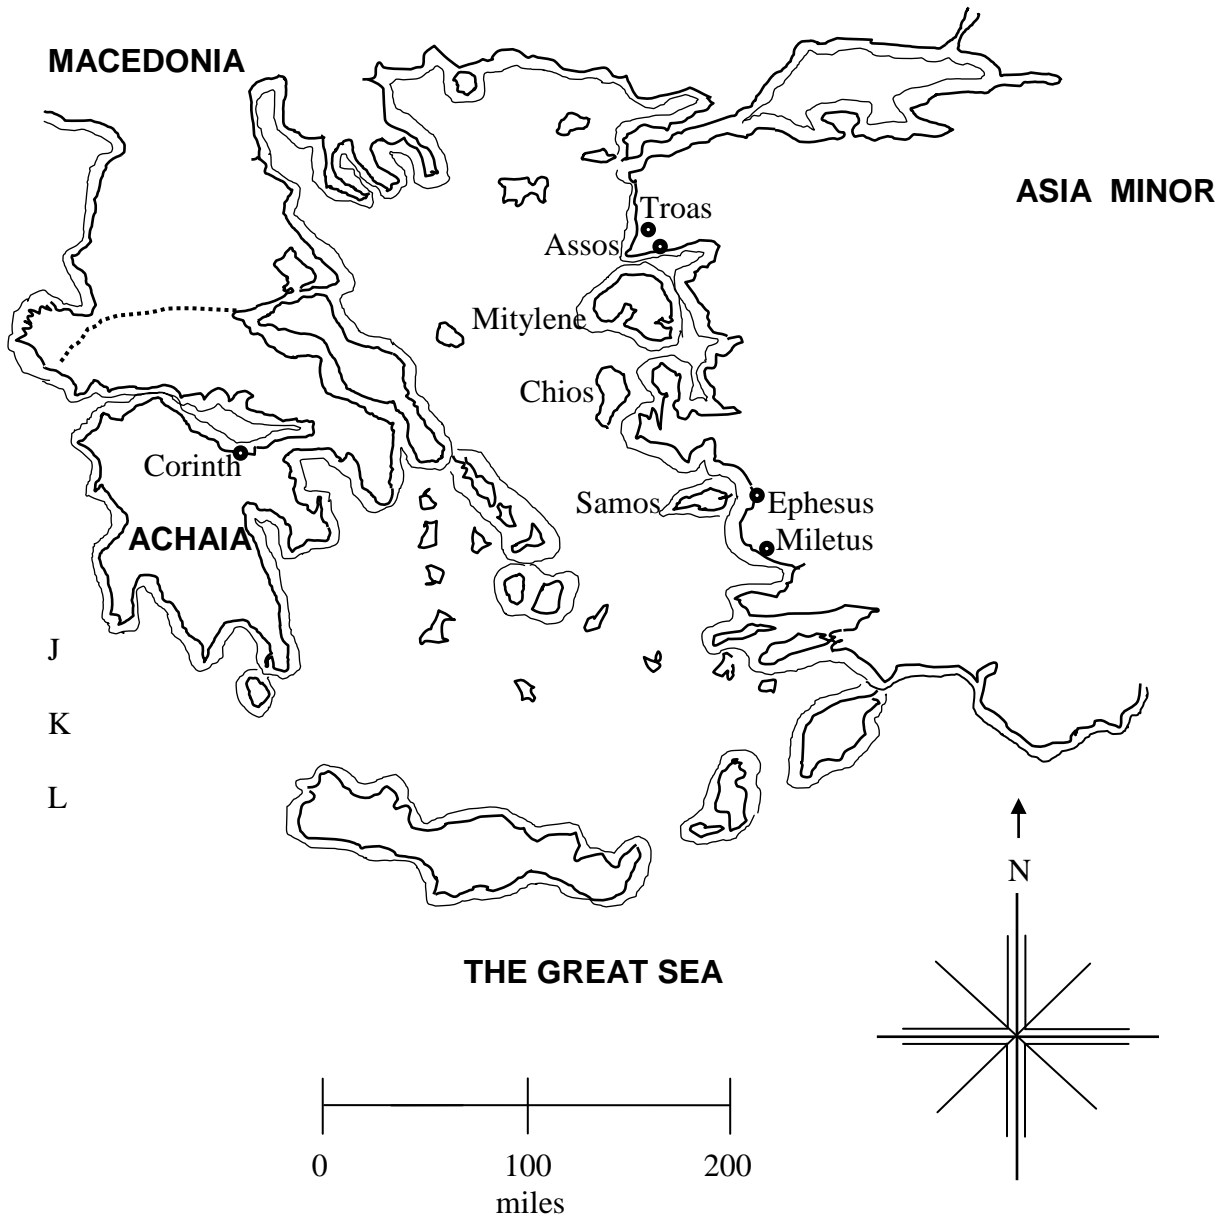 MACEDONIA
ASIA MINOR
Troas
Assos
Mitylene
Chios
Corinth
Samos
Ephesus
ACHAIA
Miletus
J
K
L
N
THE GREAT SEA
0 100 200
miles